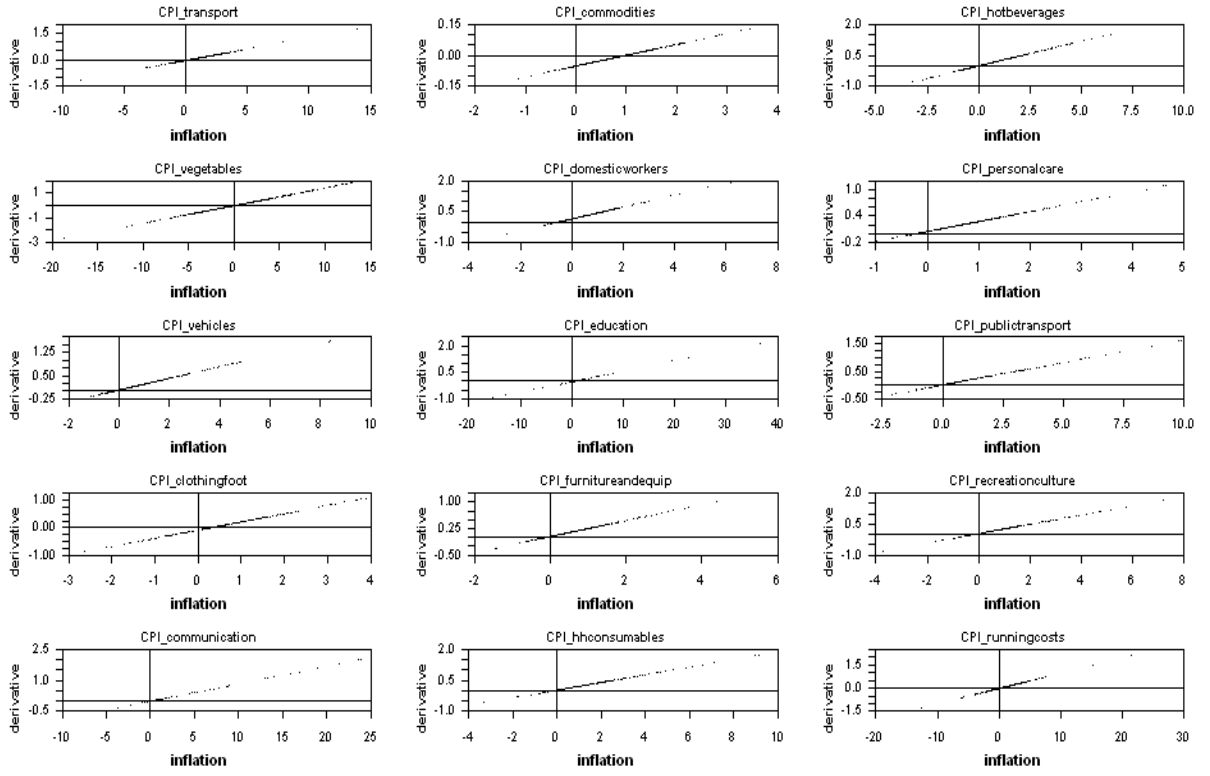 CPI_transport
derivative
1.5
0.0
-1.5
-10 -5 0 5 10 15
inflation
CPI_commodities
derivative
0.15
0.00
-0.15
-2 -1 0 1 2 3 4
inflation
CPI_hotbeverages
derivative
2.0
0.5
-1.0
-5.0 -2.5 0.0 2.5 5.0 7.5 10.0
inflation
CPI_vegetables
derivative
1
-1
-3
-20 -15 -10 -5 0 5 10 15
inflation
CPI_domesticworkers
derivative
2.0
0.5
-1.0
-4 -2 0 2 4 6 8
inflation
CPI_personalcare
derivative
1.0
0.4
-0.2
-1 0 1 2 3 4 5
inflation
CPI_vehicles
derivative
1.25
0.50
-0.25
-2 0 2 4 6 8 10
inflation
CPI_education
derivative
2.0
0.5
-1.0
-20 -10 0 10 20 30 40
inflation
CPI_publictransport
derivative
1.50
0.50
-0.50
-2.5 0.0 2.5 5.0 7.5 10.0
inflation
CPI_clothingfoot
derivative
1.00
0.00
-1.00
-3 -2 -1 0 1 2 3 4
inflation
CPI_furnitureandequip
derivative
1.00
0.25
-0.50
-2 0 2 4 6
inflation
CPI_recreationculture
derivative
2.0
0.5
-1.0
-4 -2 0 2 4 6 8
inflation
CPI_communication
derivative
2.5
1.0
-0.5
-10 -5 0 5 10 15 20 25
inflation
CPI_hhconsumables
derivative
2.0
0.5
-1.0
-4 -2 0 2 4 6 8 10
inflation
CPI_runningcosts
derivative
1.5
0.0
-1.5
-20 -10 0 10 20 30
inflation